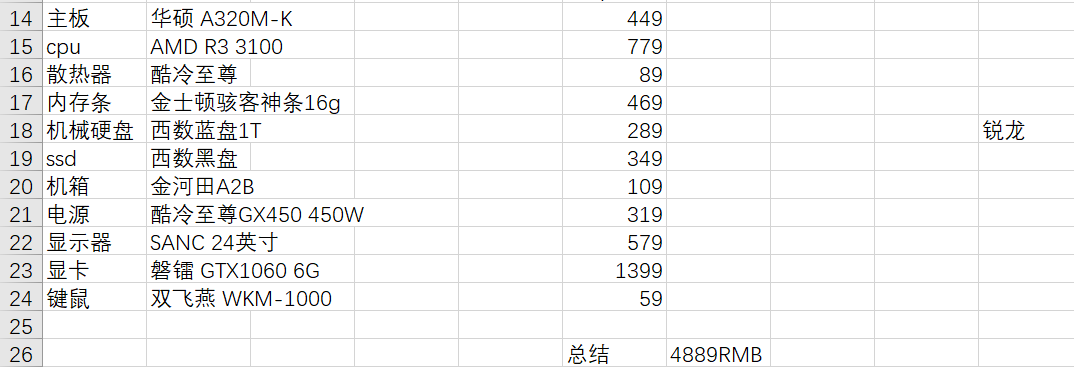 14 主板 华硕 A320M-K 449
15 cpu AMD R3 3100 779
16 散热器 酷冷至尊 89
17 内存条 金士顿骇客神条16g 469
18 机械硬盘 西数蓝盘1T 289 锐龙
19 ssd 西数黑盘 349
20 机箱 金河田A2B 109
21 电源 酷冷至尊GX450 450W 319
22 显示器 SANC 24英寸 579
23 显卡 磐镭 GTX1060 6G 1399
24 键鼠 双飞燕 WKM-1000 59
25
26 总结 4889RMB